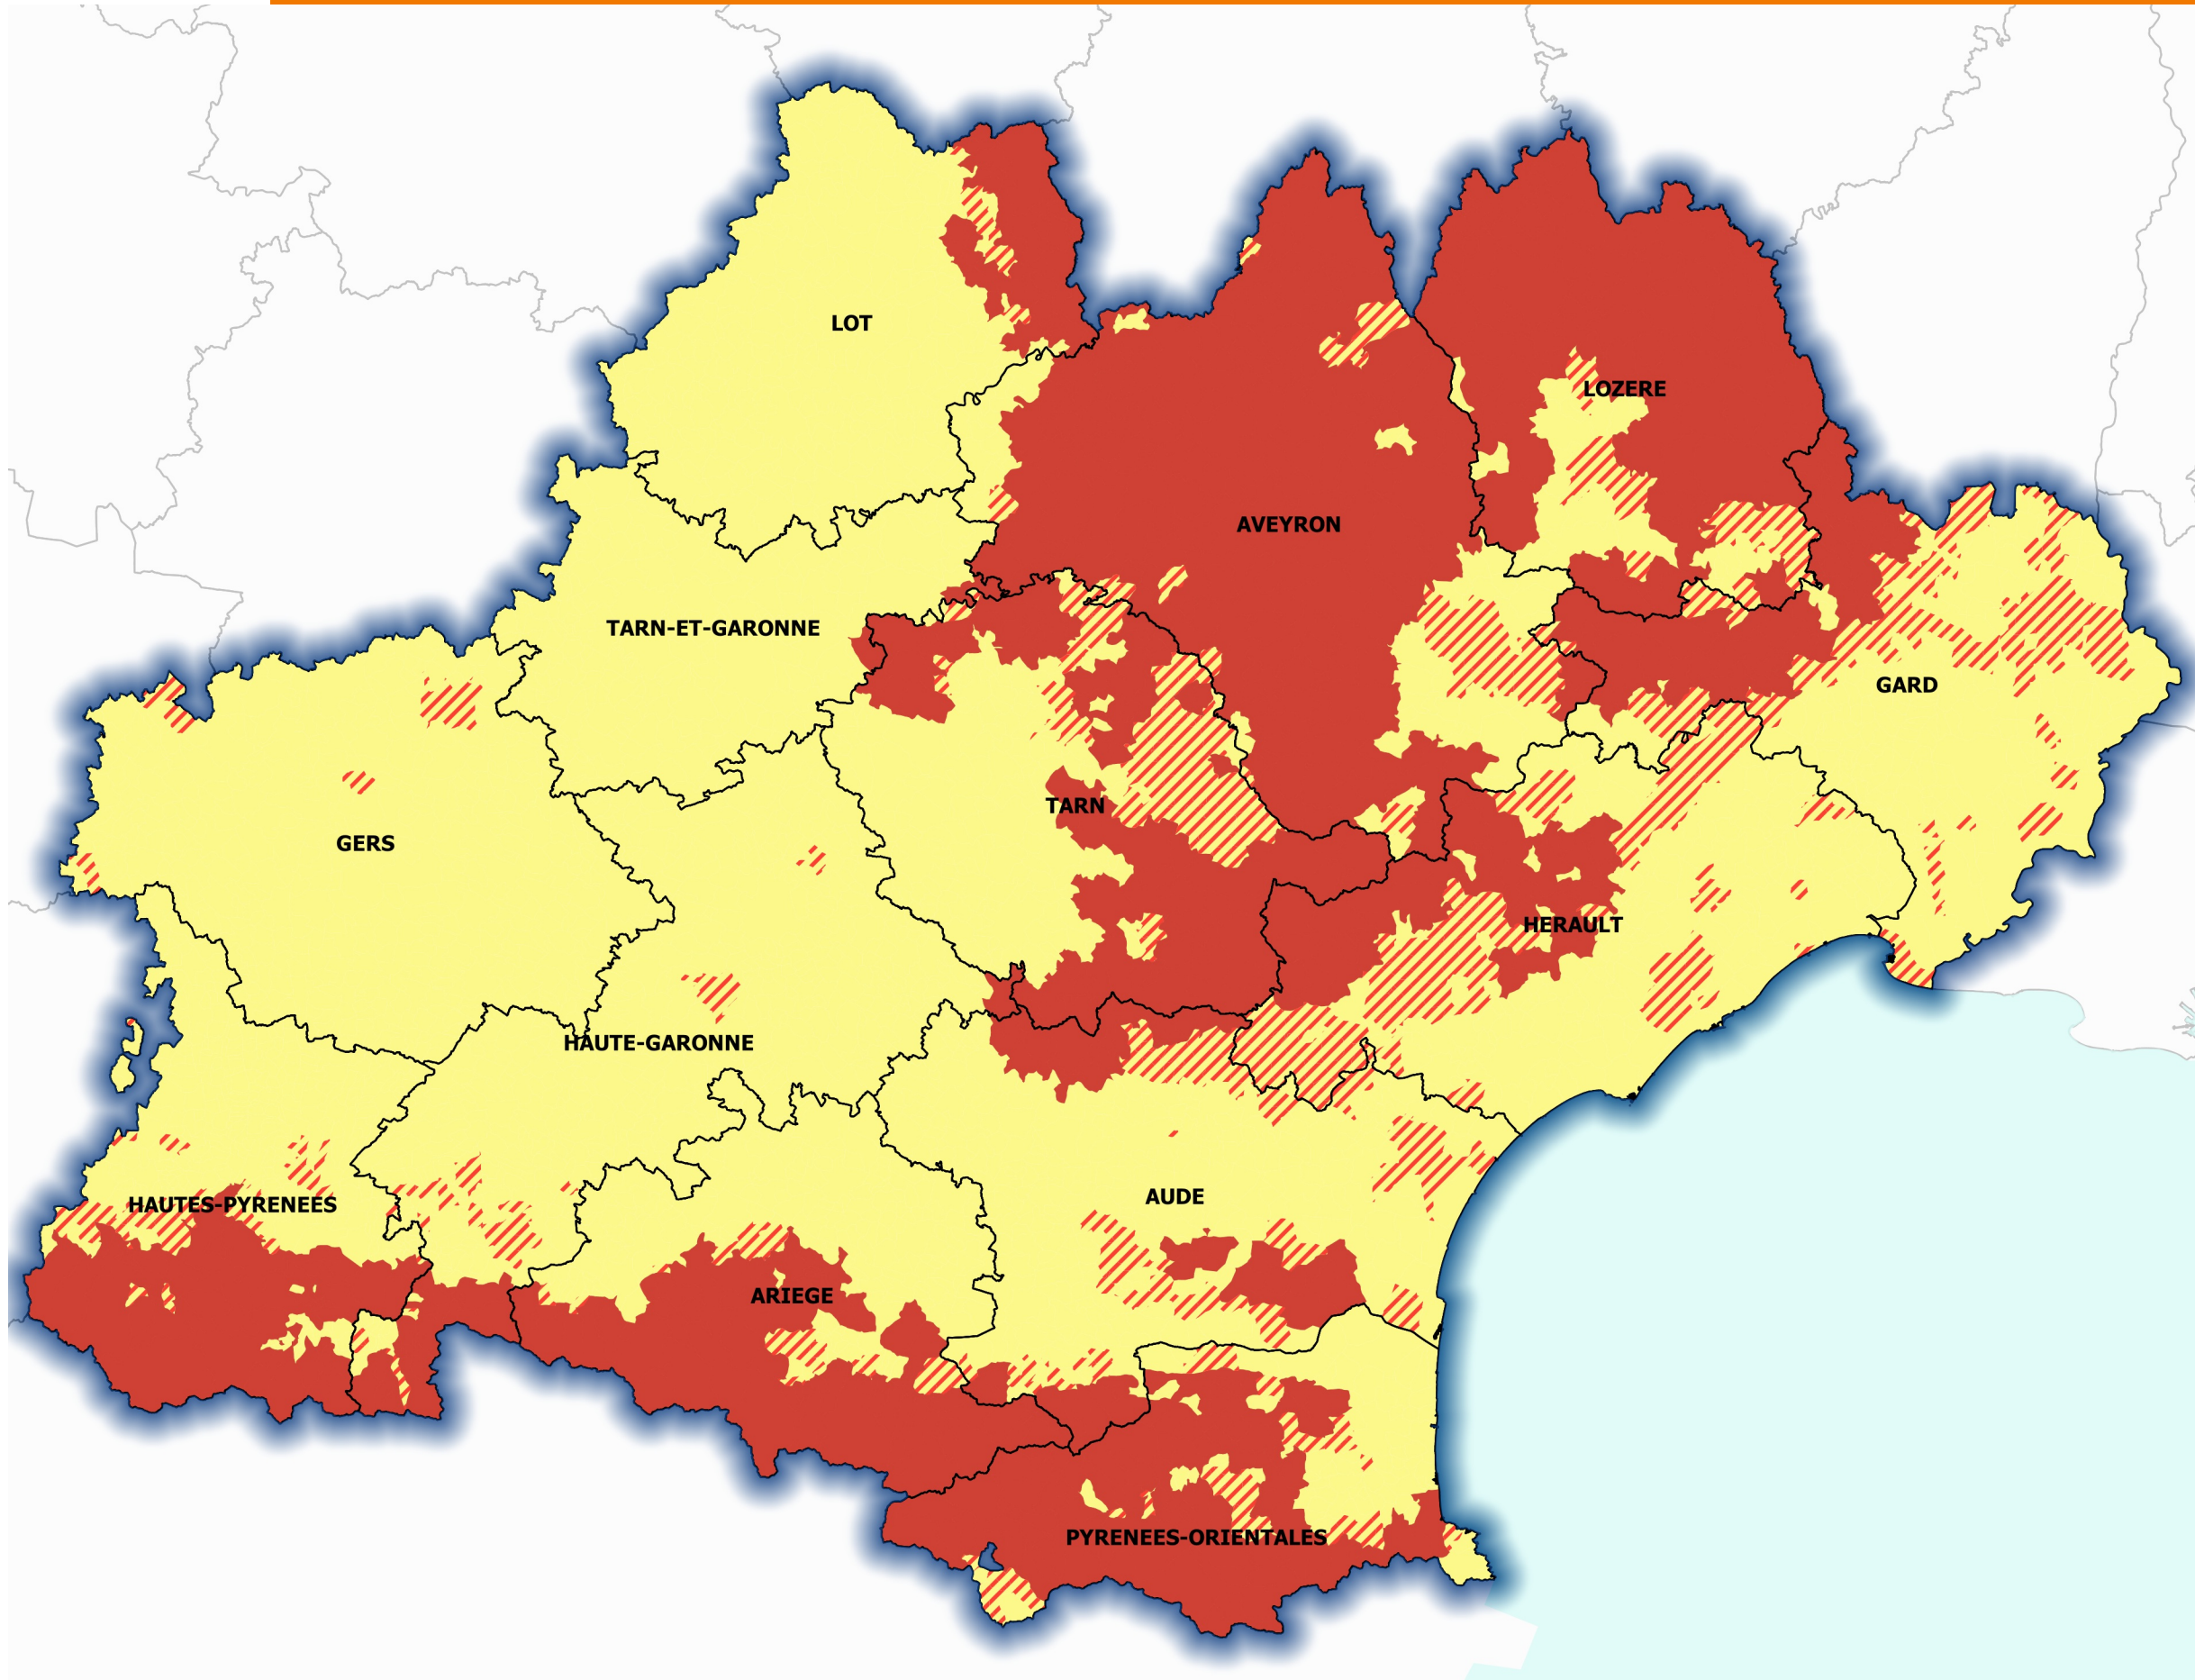 LOT
LOZERE
AVEYRON
TARN-ET-GARONNE
GARD
TARN
GERS
HERAULT
HAUTE-GARONNE
AUDE
HAUTES-PYRENEES
ARIEGE
PYRENEES-ORIENTALES